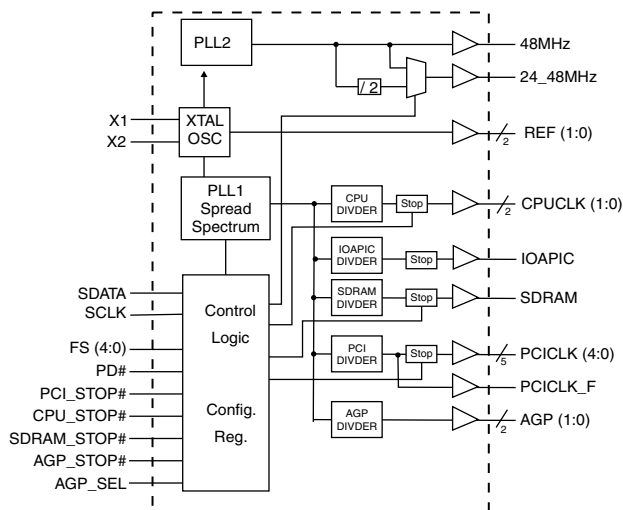 PLL2
48MHz
/ 2
24_48MHz
X1
X2
XTAL
OSC
2
REF (1:0)
PLL1
Spread
Spectrum
CPU
DIVDER
Stop
2
CPUCLK (1:0)
IOAPIC
DIVDER
Stop
IOAPIC
SDATA
SCLK
FS (4:0)
PD#
PCI_STOP#
CPU_STOP#
SDRAM_STOP#
AGP_STOP#
AGP_SEL
Control
Logic
Config.
Reg.
SDRAM
DIVDER
Stop
SDRAM
PCI
DIVDER
Stop
5
PCICLK (4:0)
PCICLK_F
AGP
DIVDER
2
AGP (1:0)